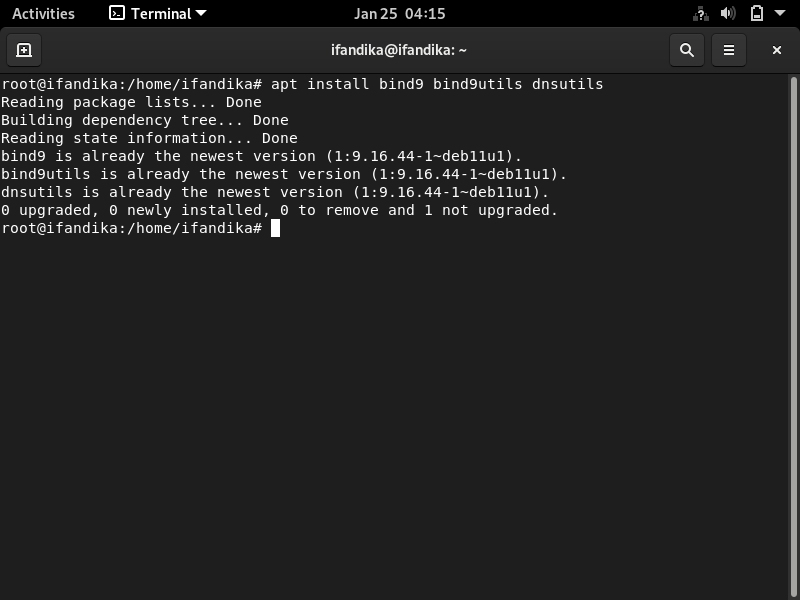 Activities Terminal Jan 25 04:15
ifandika@ifandika: ~
root@ifandika:/home/ifandika# apt install bind9 bind9utils dnsutils
Reading package lists... Done
Building dependency tree... Done
Reading state information... Done
bind9 is already the newest version (1:9.16.44-1~deb11u1).
bind9utils is already the newest version (1:9.16.44-1~deb11u1).
dnsutils is already the newest version (1:9.16.44-1~deb11u1).
0 upgraded, 0 newly installed, 0 to remove and 1 not upgraded.
root@ifandika:/home/ifandika#